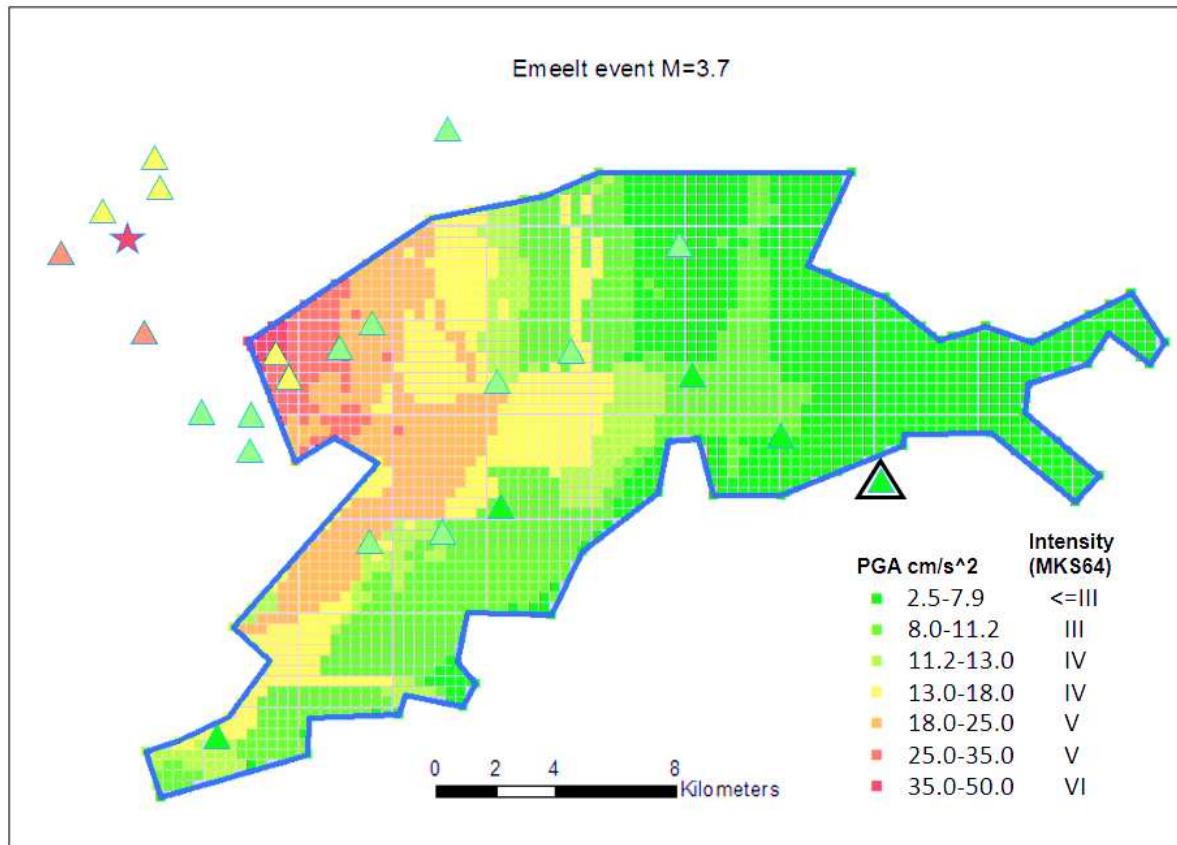 Emeelt event M=3.7
PGA cm/s^2 Intensity (MKS64)
2.5-7.9 <=III
8.0-11.2 III
11.2-13.0 IV
13.0-18.0 IV
18.0-25.0 V
25.0-35.0 V
35.0-50.0 VI
0 2 4 8
Kilometers